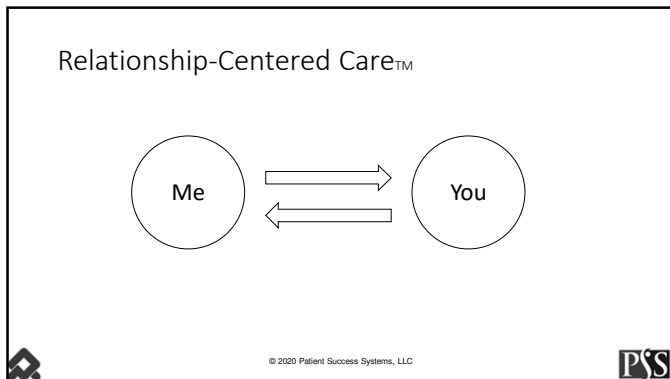 Relationship-Centered Care™
Me
You
© 2020 Patient Success Systems, LLC
PSS